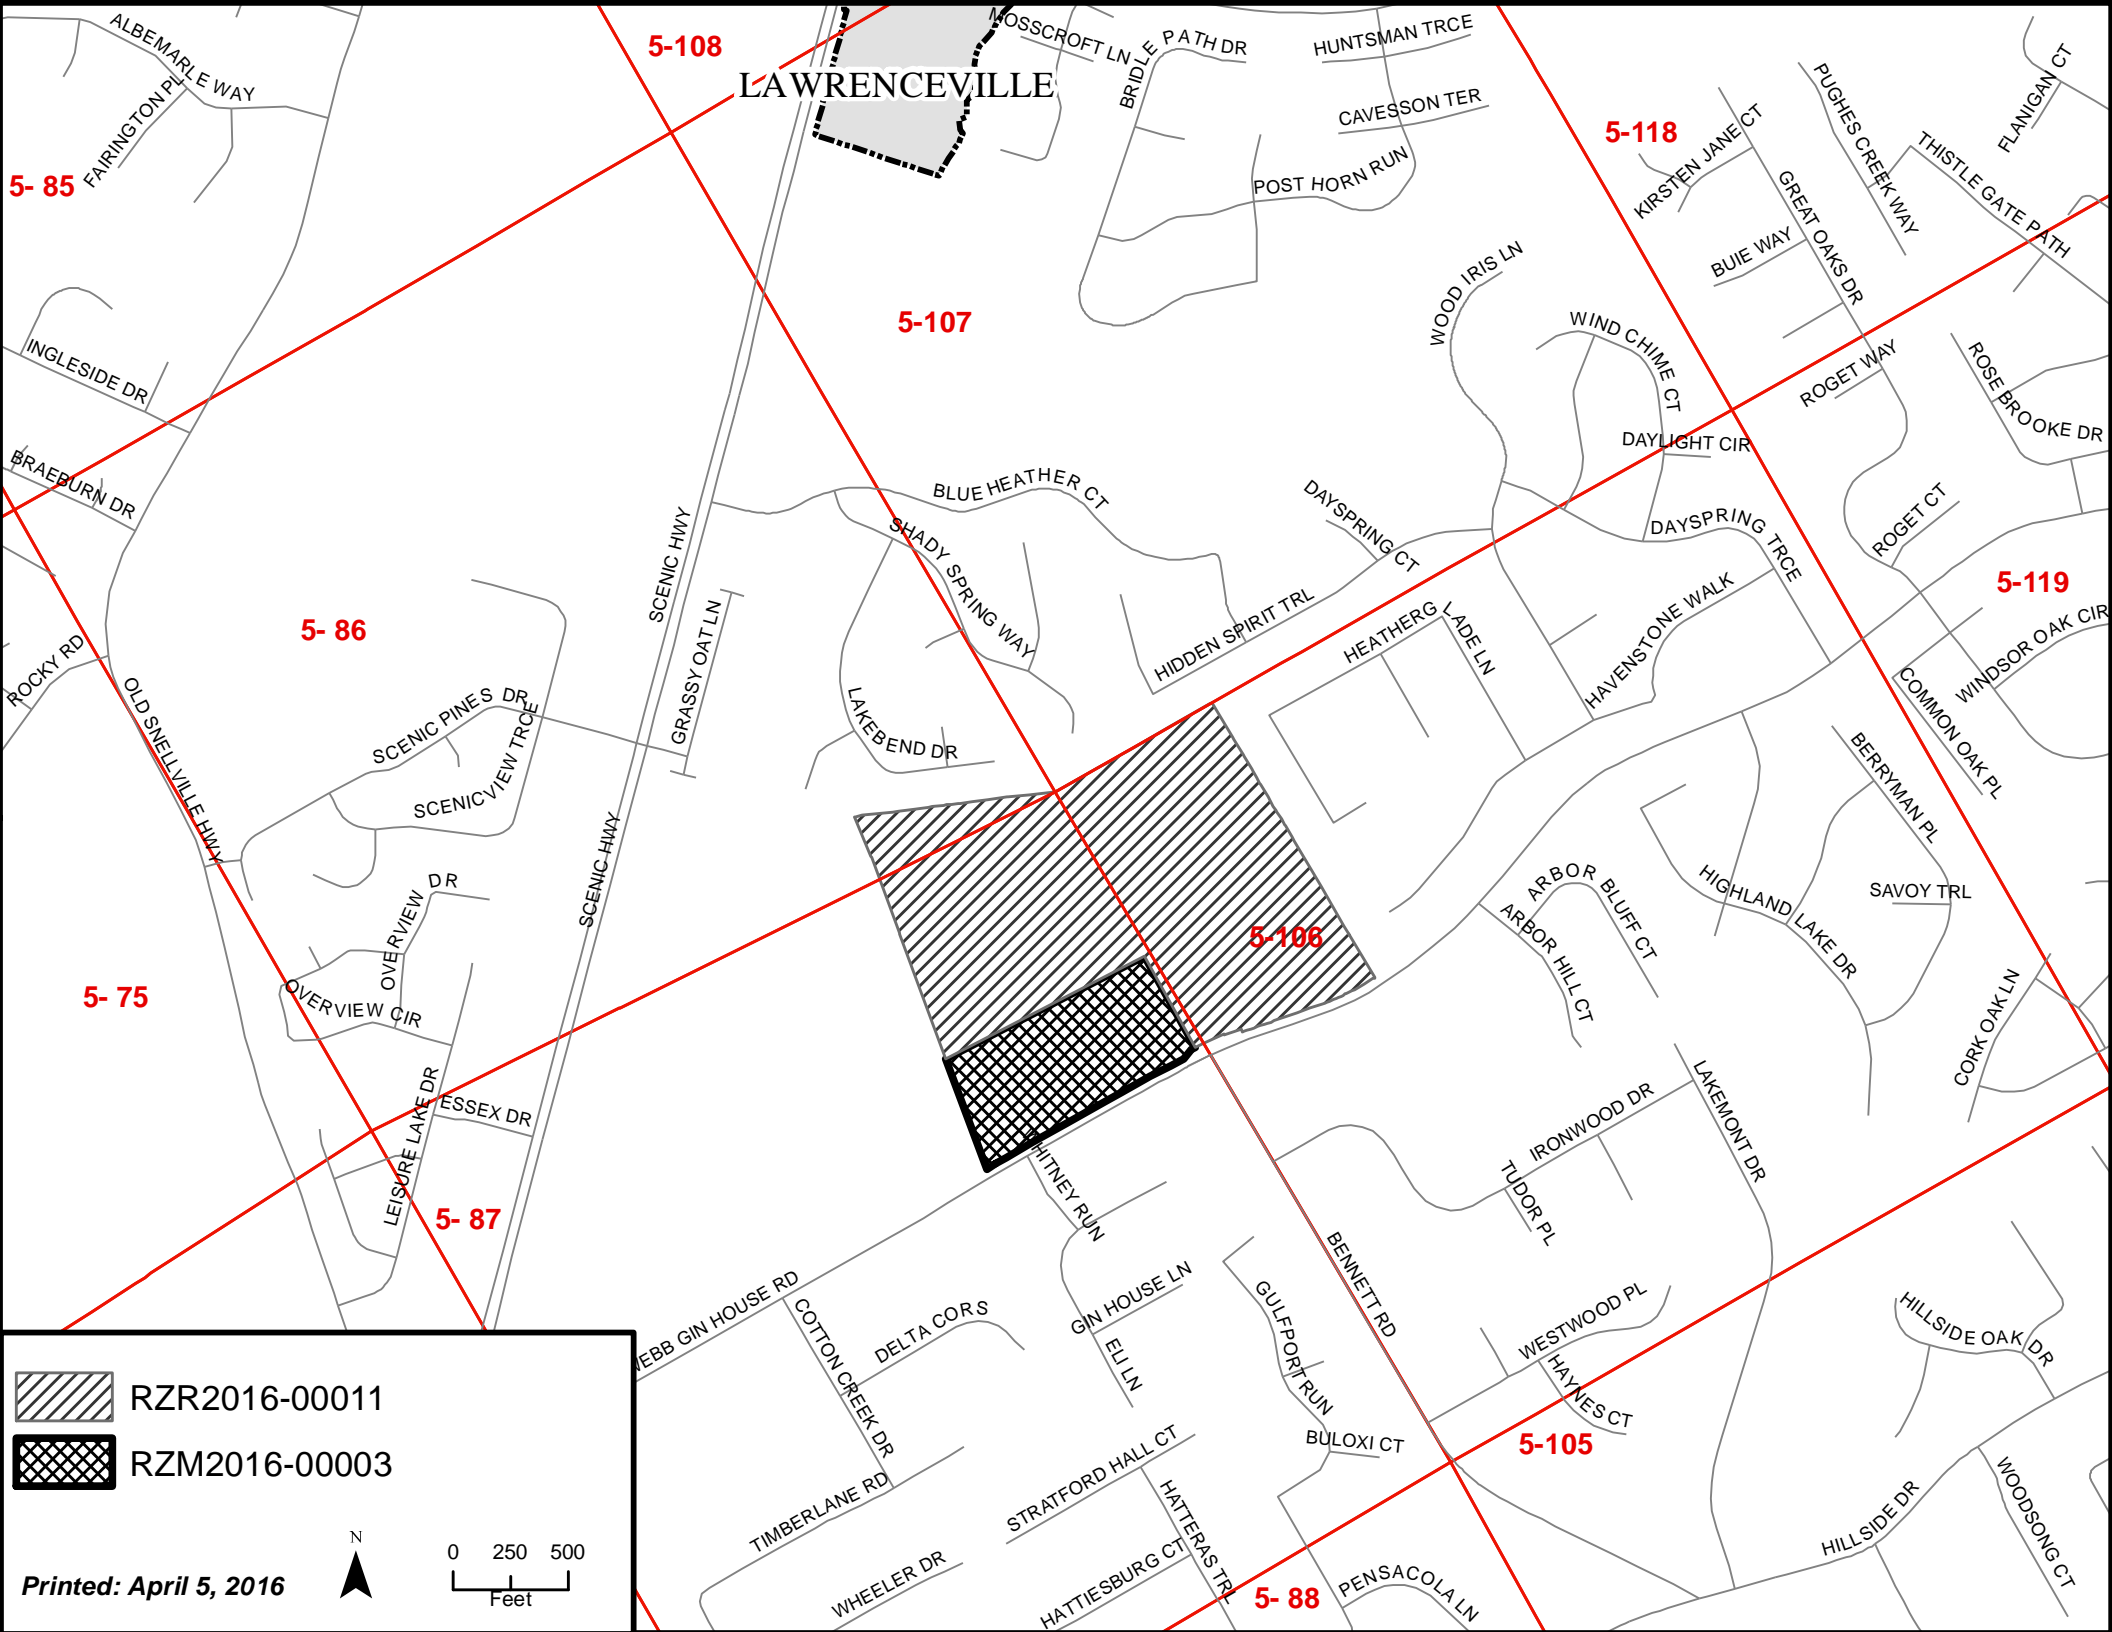 ALBEMARLE WAY
FAIRINGTON PL
5- 85
5-108
LAWRENCEVILLE
MOSSCROFT LN
BRIDLE PATH DR
HUNTSMAN TRCE
CAVESSON TER
POST HORN RUN
5-118
KIRSTEN JANE CT
PUGHES CREEK WAY
FLANIGAN CT
THISTLE GATE PATH
GREAT OAKS DR
BUIE WAY
INGLESIDE DR
BRAEBURN DR
5-107
WOOD IRIS LN
WIND CHIME CT
DAYLIGHT CIR
ROGET WAY
ROSE BROOKE DR
BLUE HEATHER CT
SHADY SPRING WAY
DAYSPRING CT
DAYSPRING TRCE
ROGET CT
5-119
SCENIC HWY
GRASSY OAT LN
5- 86
ROCKY RD
OLD SNELLVILLE HWY
SCENIC PINES DR
SCENICVIEW TRCE
LAKEBEND DR
HIDDEN SPIRIT TRL
HEATHERGLADE LN
HAVENSTONE WALK
WINDSOR OAK CIR
COMMON OAK PL
BERRYMAN PL
SCENIC HWY
OVERVIEW DR
OVERVIEW CIR
5- 75
5-106
ARBOR BLUFF CT
ARBOR HILL CT
HIGHLAND LAKE DR
SAVOY TRL
CORK OAK LN
LEISURE LAKE DR
ESSEX DR
5- 87
HITNEY RUN
IRONWOOD DR
LAKEMONT DR
TUDOR PL
BENNETT RD
WEBB GIN HOUSE RD
COTTON CREEK DR
DELTA CORS
GIN HOUSE LN
ELI LN
GULFPORT RUN
WESTWOOD PL
HAYNES CT
HILLSIDE OAK DR
BULOXI CT
5-105
STRATFORD HALL CT
TIMBERLANE RD
HATTERAS TRL
WHEELER DR
HATTIESBURG CT
5- 88
PENSACOLA LN
HILLSIDE DR
WOODSONG CT
RZR2016-00011
RZM2016-00003
N
0 250 500
Feet
Printed: April 5, 2016